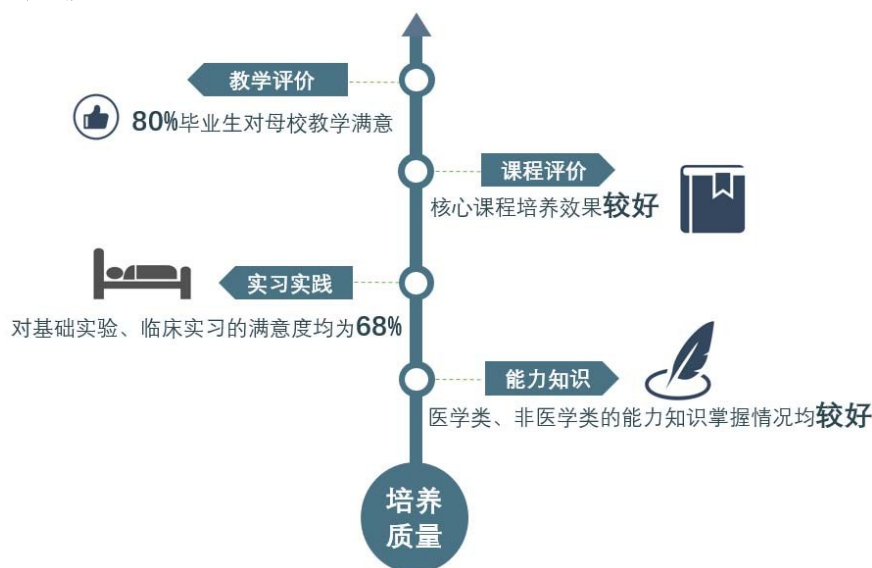 教学评价
80%毕业生对母校教学满意
课程评价
核心课程培养效果较好
实习实践
对基础实验、临床实习的满意度均为68%
能力知识
医学类、非医学类的能力知识掌握情况均较好
培养
质量